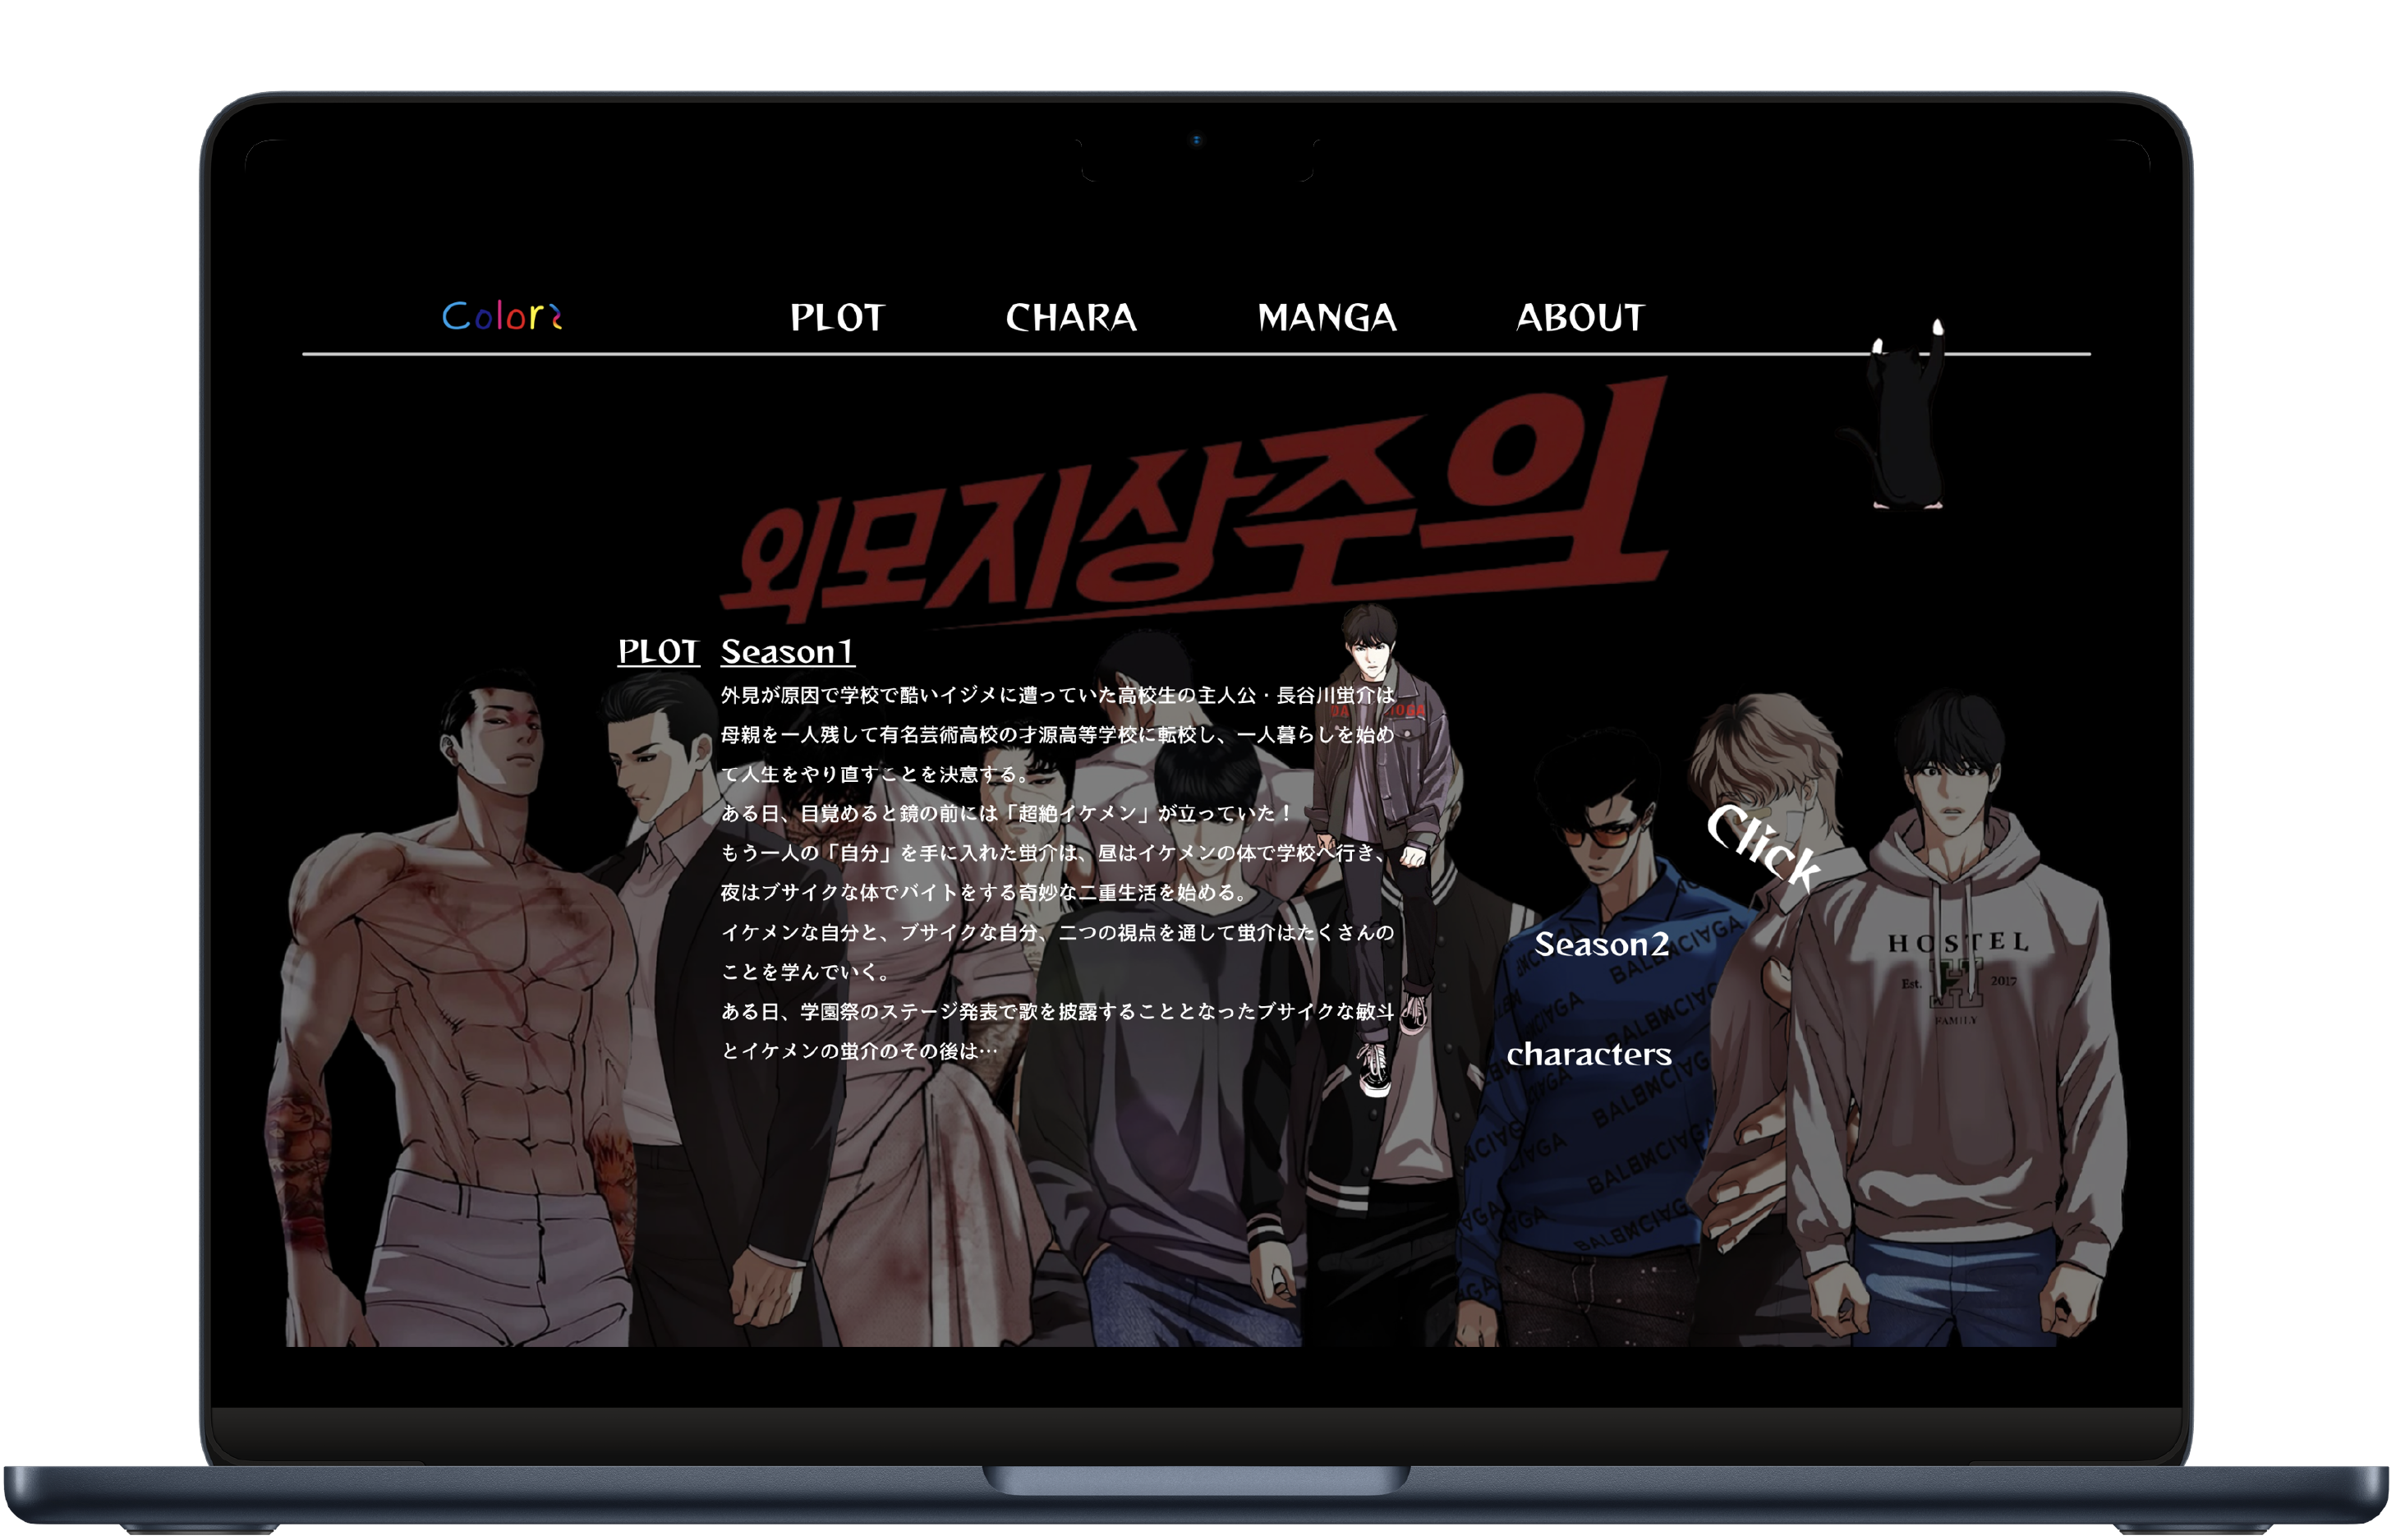 Colors
PLOT
CHARA
MANGA
ABOUT
외모지상주의
PLOT
Season1
外見が原因で学校で酷いイジメに遭っていた高校生の主人公・長谷川蛍介は
母親を一人残して有名芸術高校の才源高等学校に転校し、一人暮らしを始め
て人生をやり直すことを決意する。
ある日、目覚めると鏡の前には「超絶イケメン」が立っていた！
もう一人の「自分」を手に入れた蛍介は、昼はイケメンの体で学校へ行き、
夜はブサイクな体でバイトをする奇妙な二重生活を始める。
イケメンな自分と、ブサイクな自分、二つの視点を通して蛍介はたくさんの
ことを学んでいく。
ある日、学園祭のステージ発表で歌を披露することとなったブサイクな敏斗
とイケメンの蛍介のその後は…
Click
Season2
characters
HOSTEL
Est. H 2017
FAMILY